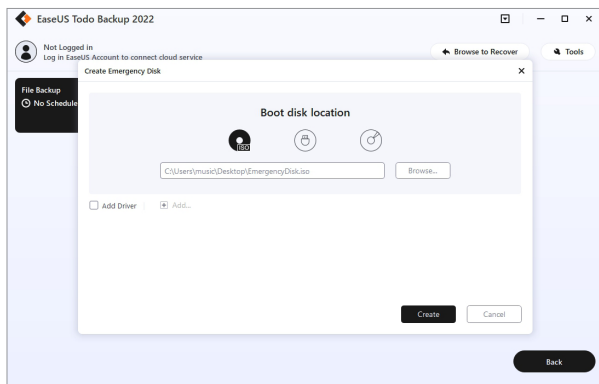 EaseUS Todo Backup 2022
Not Logged in
Log in EaseUS Account to connect cloud service
Browse to Recover
Tools
Create Emergency Disk
File Backup
No Schedule
Boot disk location
ISO
C:\Users\music\Desktop\EmergencyDisk.iso
Browse...
Add Driver
Add...
Create
Cancel
Back